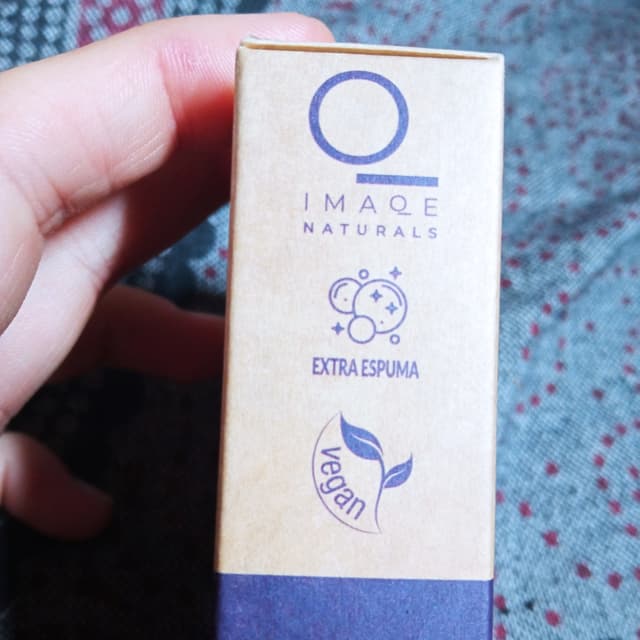 IMAQE
NATURALS
EXTRA ESPUMA
vegan